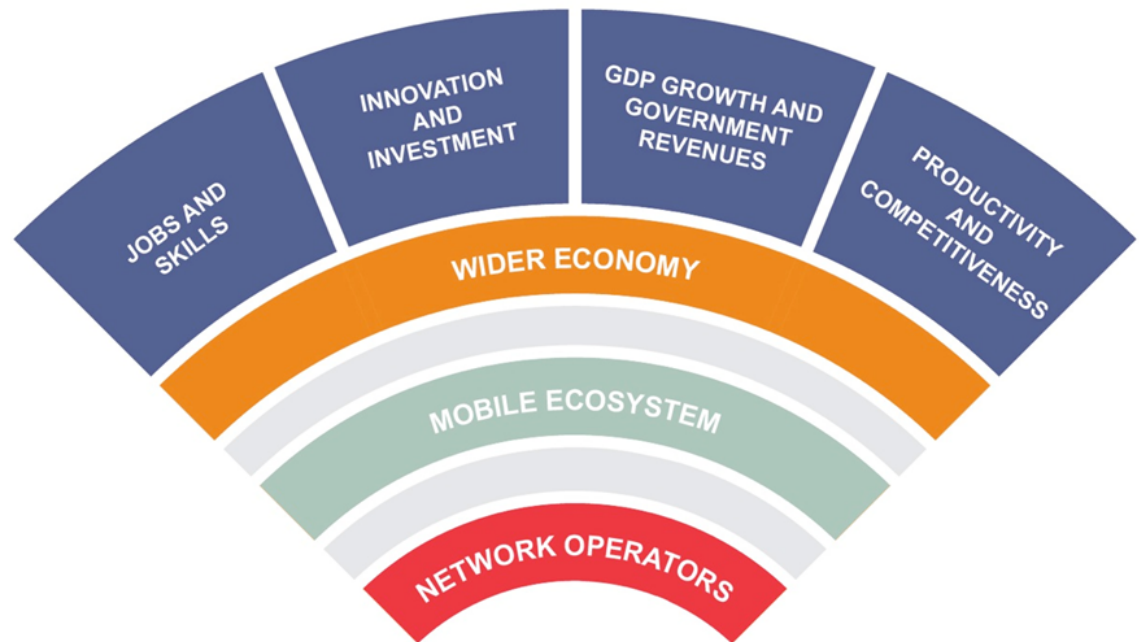 JOBS AND
SKILLS
INNOVATION
AND
INVESTMENT
GDP GROWTH AND
GOVERNMENT
REVENUES
PRODUCTIVITY
AND
COMPETITIVENESS
WIDER ECONOMY
MOBILE ECOSYSTEM
NETWORK OPERATORS